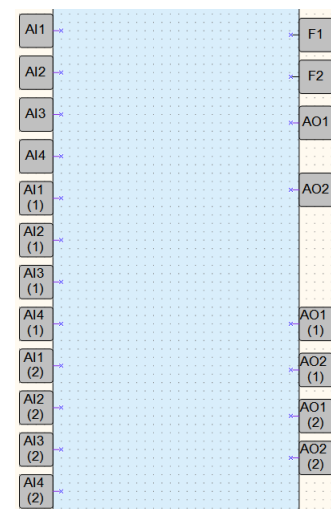 AI1
AI2
AI3
AI4
AI1
(1)
AI2
(1)
AI3
(1)
AI4
(1)
AI1
(2)
AI2
(2)
AI3
(2)
AI4
(2)
F1
F2
AO1
AO2
AO1
(1)
AO2
(1)
AO1
(2)
AO2
(2)